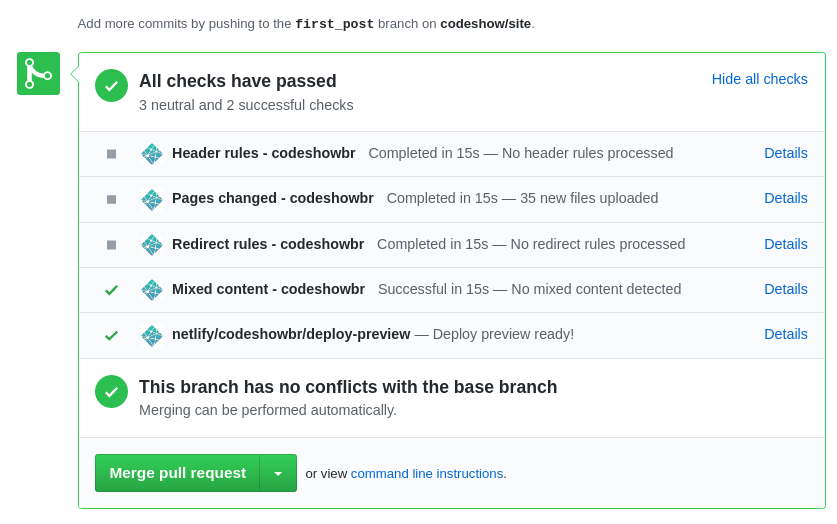 Add more commits by pushing to the first_post branch on codeshow/site.
All checks have passed
Hide all checks
3 neutral and 2 successful checks
Header rules - codeshowbr Completed in 15s — No header rules processed Details
Pages changed - codeshowbr Completed in 15s — 35 new files uploaded Details
Redirect rules - codeshowbr Completed in 15s — No redirect rules processed Details
Mixed content - codeshowbr Successful in 15s — No mixed content detected Details
netlify/codeshowbr/deploy-preview — Deploy preview ready! Details
This branch has no conflicts with the base branch
Merging can be performed automatically.
Merge pull request or view command line instructions.